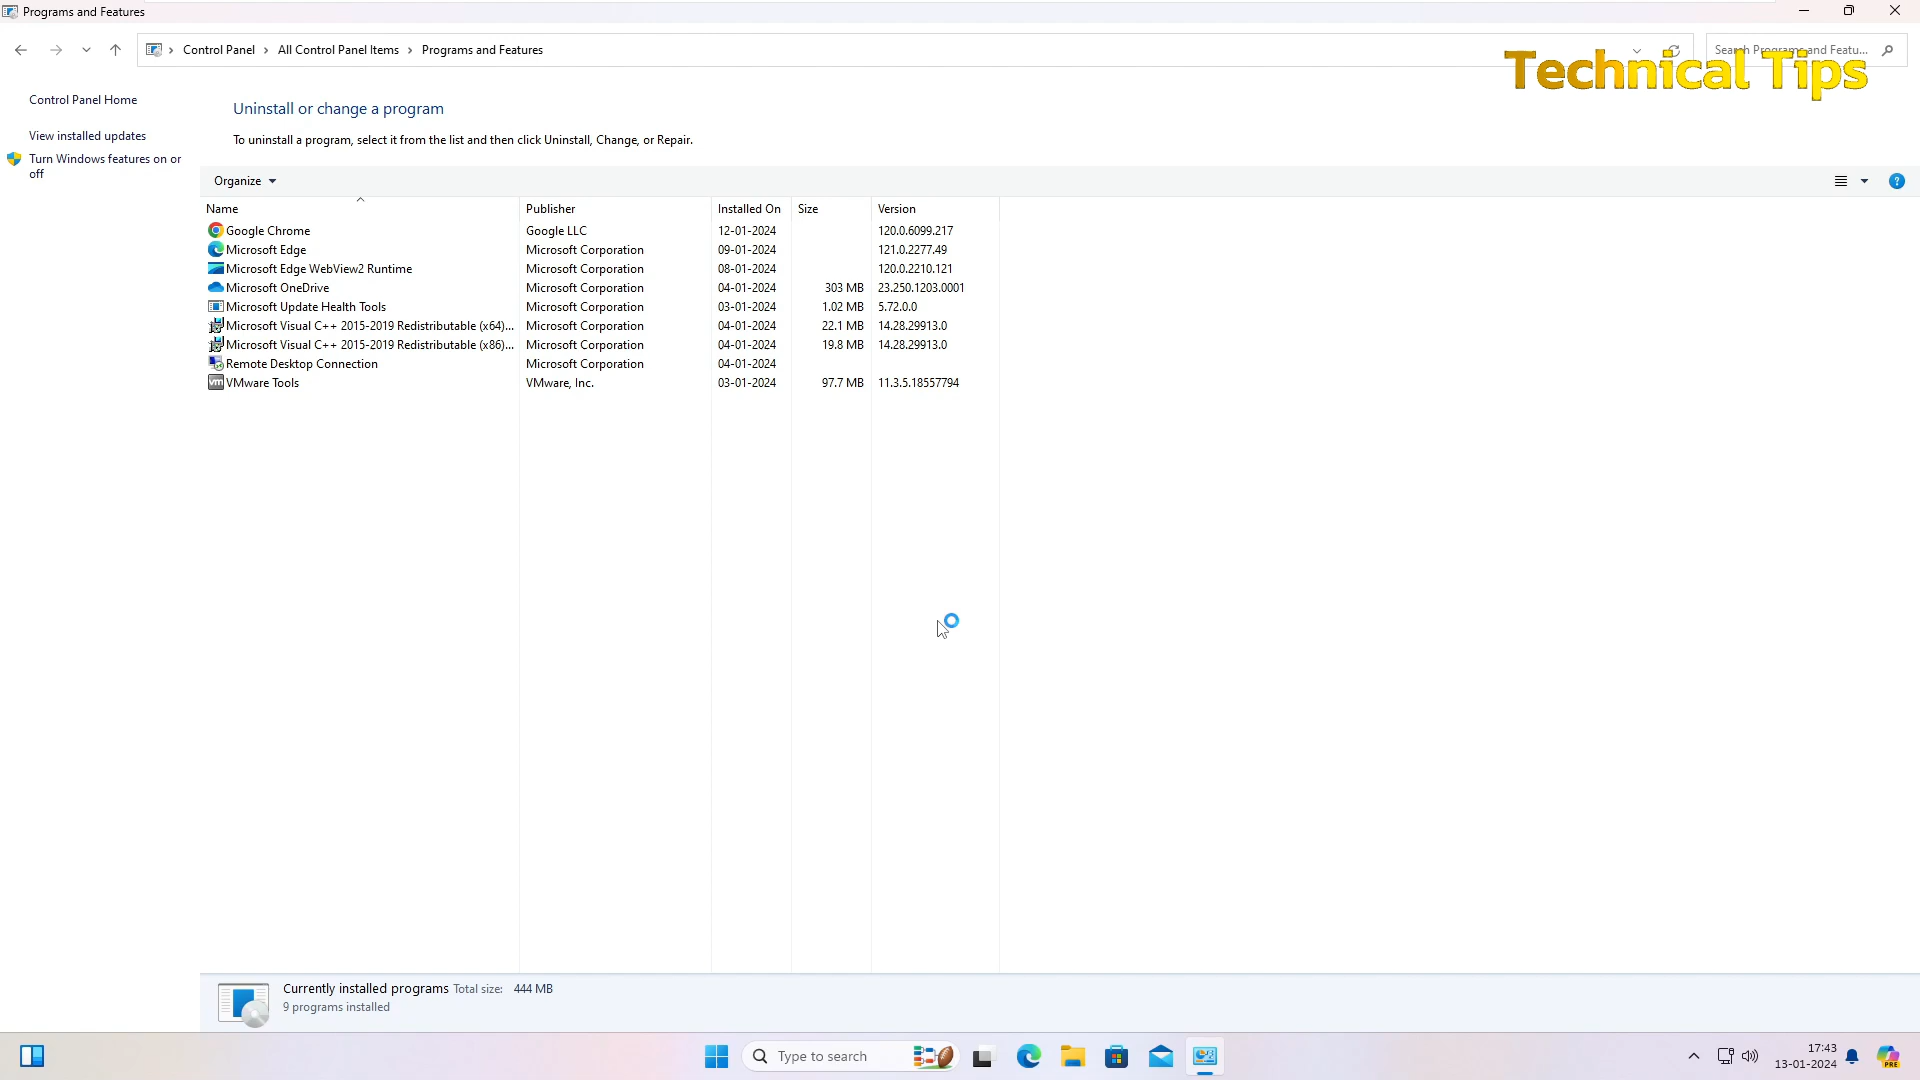 Programs and Features
Control Panel > All Control Panel Items > Programs and Features
Search Programs and Featu...
Technical Tips
Control Panel Home
View installed updates
Turn Windows features on or
off
Uninstall or change a program
To uninstall a program, select it from the list and then click Uninstall, Change, or Repair.
Organize
Name Publisher Installed On Size Version
Google Chrome Google LLC 12-01-2024 120.0.6099.217
Microsoft Edge Microsoft Corporation 09-01-2024 121.0.2277.49
Microsoft Edge WebView2 Runtime Microsoft Corporation 08-01-2024 120.0.2210.121
Microsoft OneDrive Microsoft Corporation 04-01-2024 303 MB 23.250.1203.0001
Microsoft Update Health Tools Microsoft Corporation 03-01-2024 1.02 MB 5.72.0.0
Microsoft Visual C++ 2015-2019 Redistributable (x64)... Microsoft Corporation 04-01-2024 22.1 MB 14.28.29913.0
Microsoft Visual C++ 2015-2019 Redistributable (x86)... Microsoft Corporation 04-01-2024 19.8 MB 14.28.29913.0
Remote Desktop Connection Microsoft Corporation 04-01-2024
vm VMware Tools VMware, Inc. 03-01-2024 97.7 MB 11.3.5.18557794
Currently installed programs Total size: 444 MB
9 programs installed
Type to search
17:43
13-01-2024
PRE